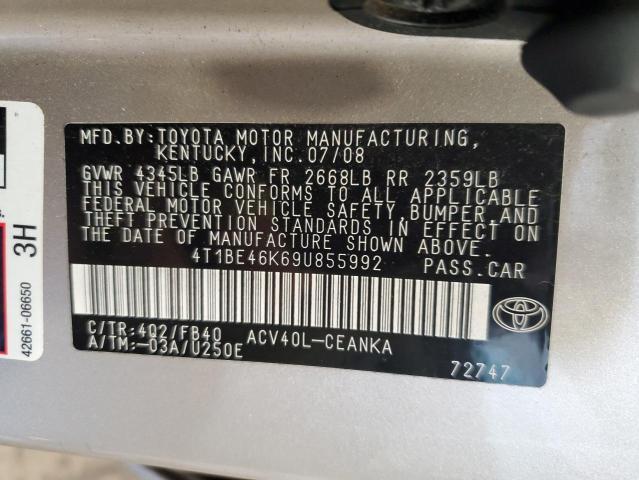 MFD.BY:TOYOTA MOTOR MANUFACTURING,
KENTUCKY, INC.07/08
GVWR 4345LB GAWR FR 2668LB RR 2359LB
THIS VEHICLE CONFORMS TO ALL APPLICABLE
FEDERAL MOTOR VEHICLE SAFETY, BUMPER, AND
THEFT PREVENTION STANDARDS IN EFFECT ON
THE DATE OF MANUFACTURE SHOWN ABOVE.
4T1BE46K69U855992 PASS.CAR
C/TR:4Q2/FB40 ACV40L-CEANKA
A/TM:-03A/U250E
72747
3H
42661-06650